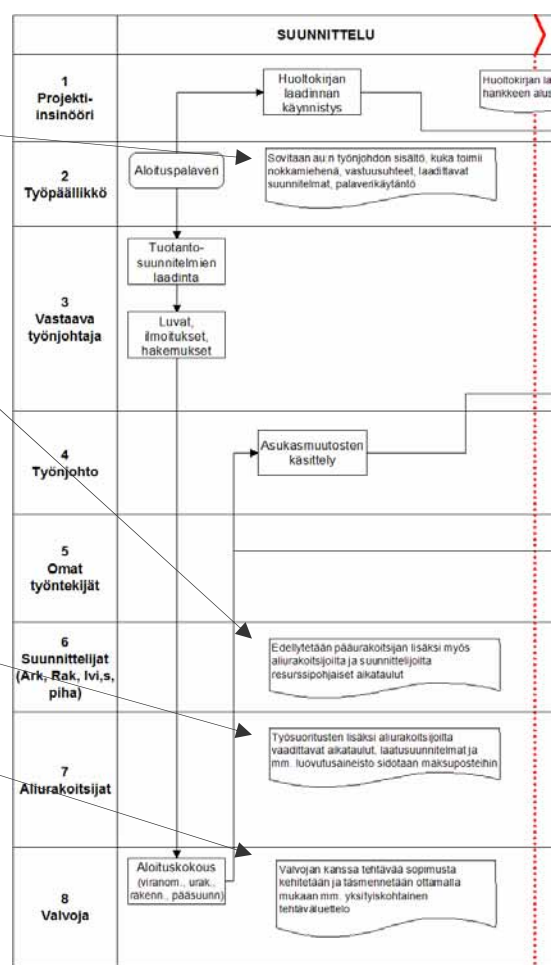 SUUNNITTELU
1
Projekti-
insinööri
Huoltokirjan
laadinnan
käynnistys
Huoltokirjan la
hankkeen alus
2
Työpäällikkö
Aloituspalaveri
Sovitaan au:n työnjohdon sisältö, kuka toimii
nokkamiehenä, vastuusuhteet, laadittavat
suunnitelmat, palaverikäytäntö
3
Vastaava
työnjohtaja
Tuotanto-
suunnitelmien
laadinta
Luvat,
ilmoitukset,
hakemukset
4
Työnjohto
Asukasmuutosten
käsittely
5
Omat
työntekijät
6
Suunnittelijat
(Ark, Rak, lvi,s,
piha)
Edellytetään pääurakoitsijan lisäksi myös
aliurakoitsijoilta ja suunnittelijoilta
resurssipohjaiset aikataulut
7
Aliurakoitsijat
Työsuoritusten lisäksi aliurakoitsijoilta
vaadittavat aikataulut, laatusuunnitelmat ja
mm. luovutusaineisto sidotaan maksuposteihin
8
Valvoja
Aloituskokous
(viranom., urak.,
rakenn., pääsuunn)
Valvojan kanssa tehtävää sopimusta
kehitetään ja täsmennetään ottamalla
mukaan mm. yksityiskohtainen
tehtäväluettelo